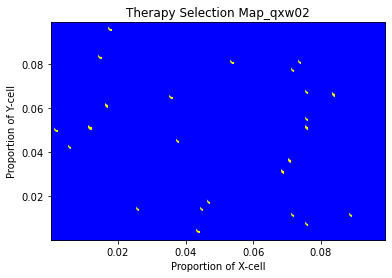 Therapy Selection Map_qxw02
Proportion of Y-cell
0.08
0.06
0.04
0.02
0.02 0.04 0.06 0.08
Proportion of X-cell